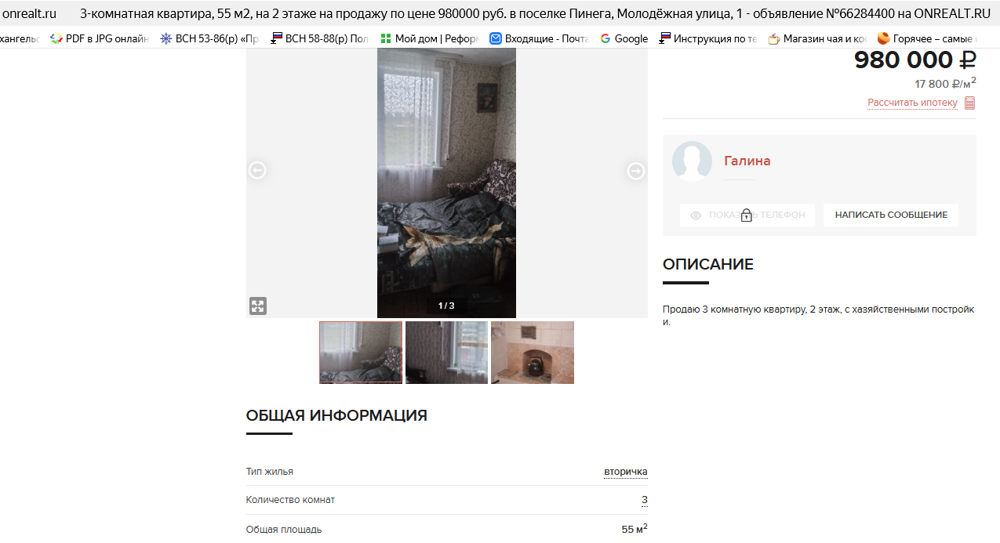 onrealt.ru 3-комнатная квартира, 55 м2, на 2 этаже на продажу по цене 980000 руб. в поселке Пинега, Молодёжная улица, 1 - объявление №66284400 на ONREALT.RU
хангельс PDF в JPG онлайн ВСН 53-86(р) «Пр ВСН 58-88(р) Пол Мой дом | Реформ Входящие - Почта Google Инструкция по те Магазин чая и кос Горячее – самые
980 000 ₽
17 800 ₽/м2
Рассчитать ипотеку
Галина
ПОКАЗАТЬ ТЕЛЕФОН НАПИСАТЬ СООБЩЕНИЕ
1 / 3
ОПИСАНИЕ
Продаю 3 комнатную квартиру, 2 этаж, с хазяйственными постройк
и.
ОБЩАЯ ИНФОРМАЦИЯ
Тип жилья вторичка
Количество комнат 3
Общая площадь 55 м2